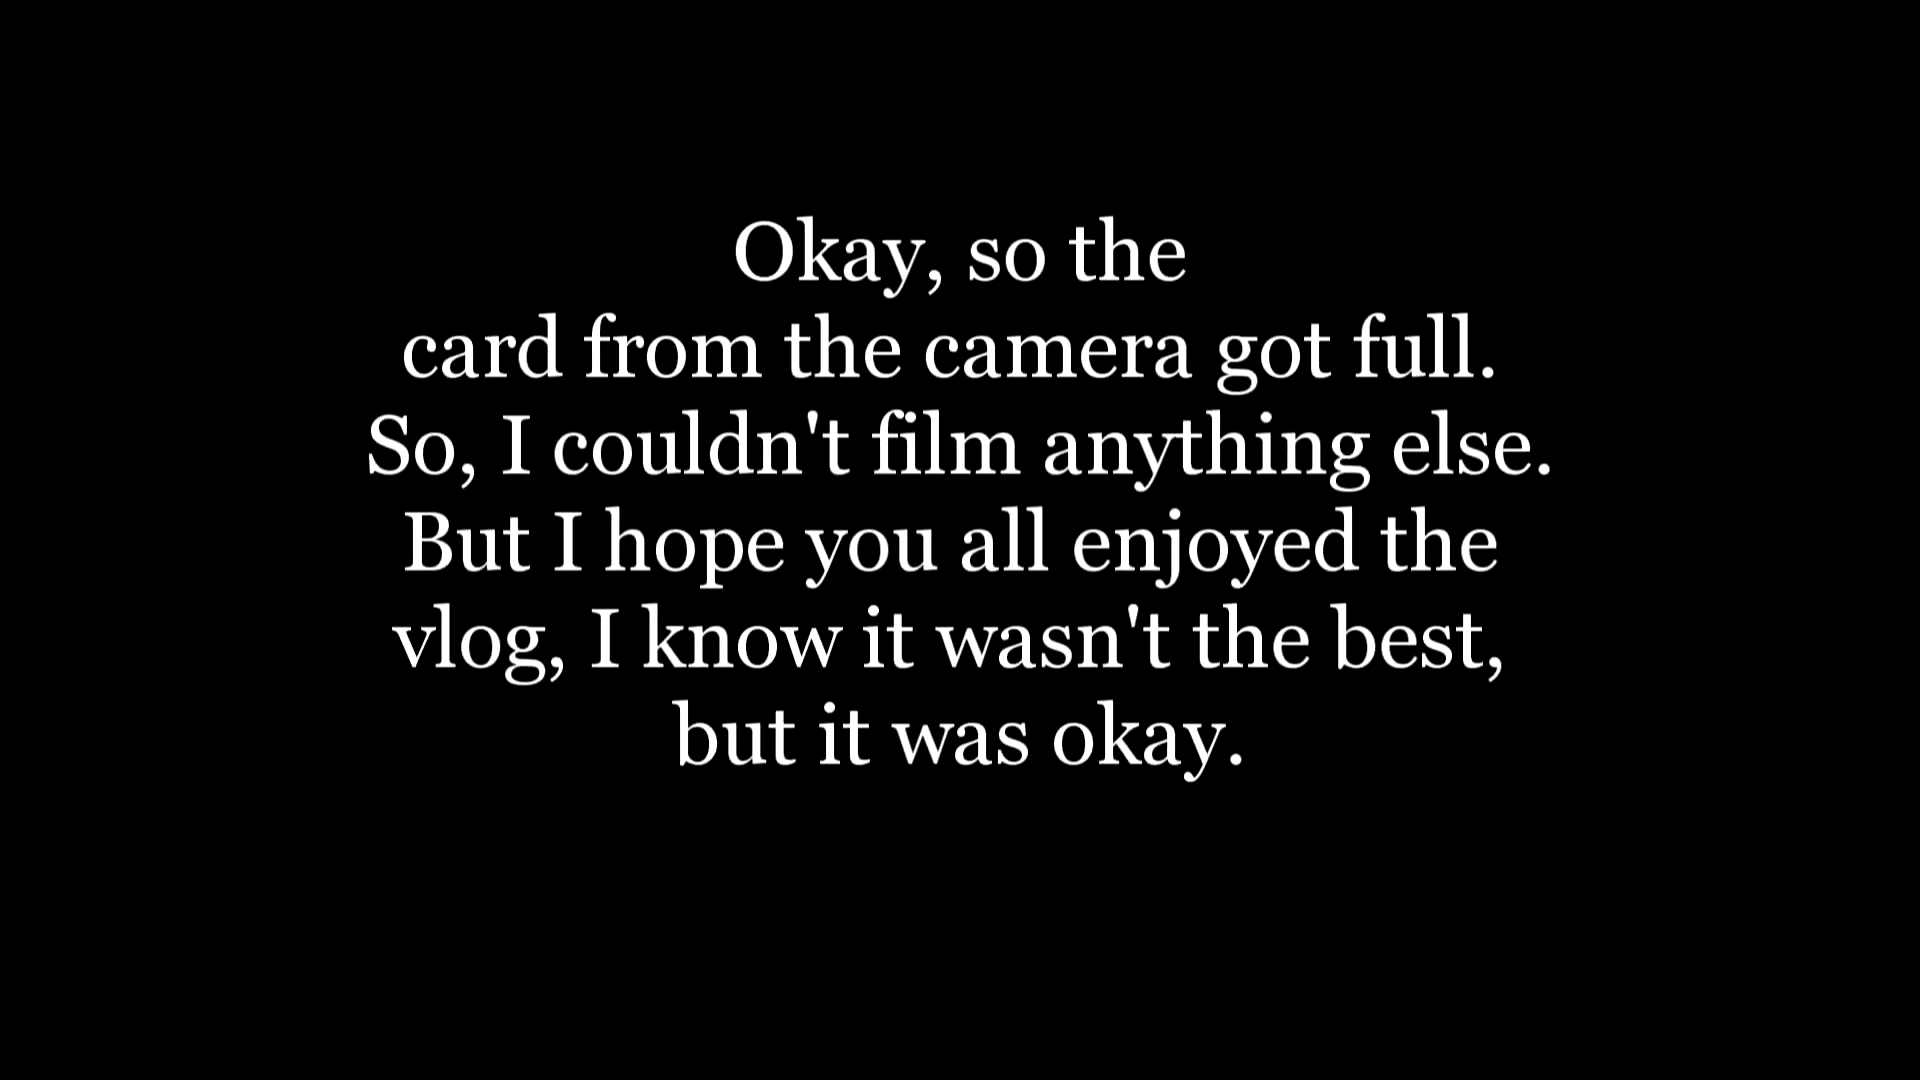 Okay, so the
card from the camera got full.
So, I couldn't film anything else.
But I hope you all enjoyed the
vlog, I know it wasn't the best,
but it was okay.